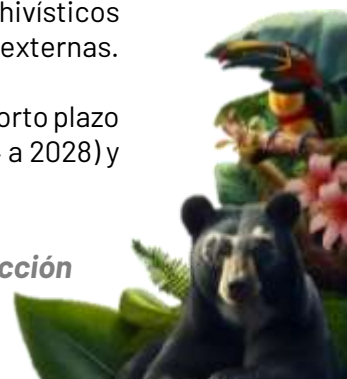 hivísticos
externas.
orto plazo
a 2028) y
cción